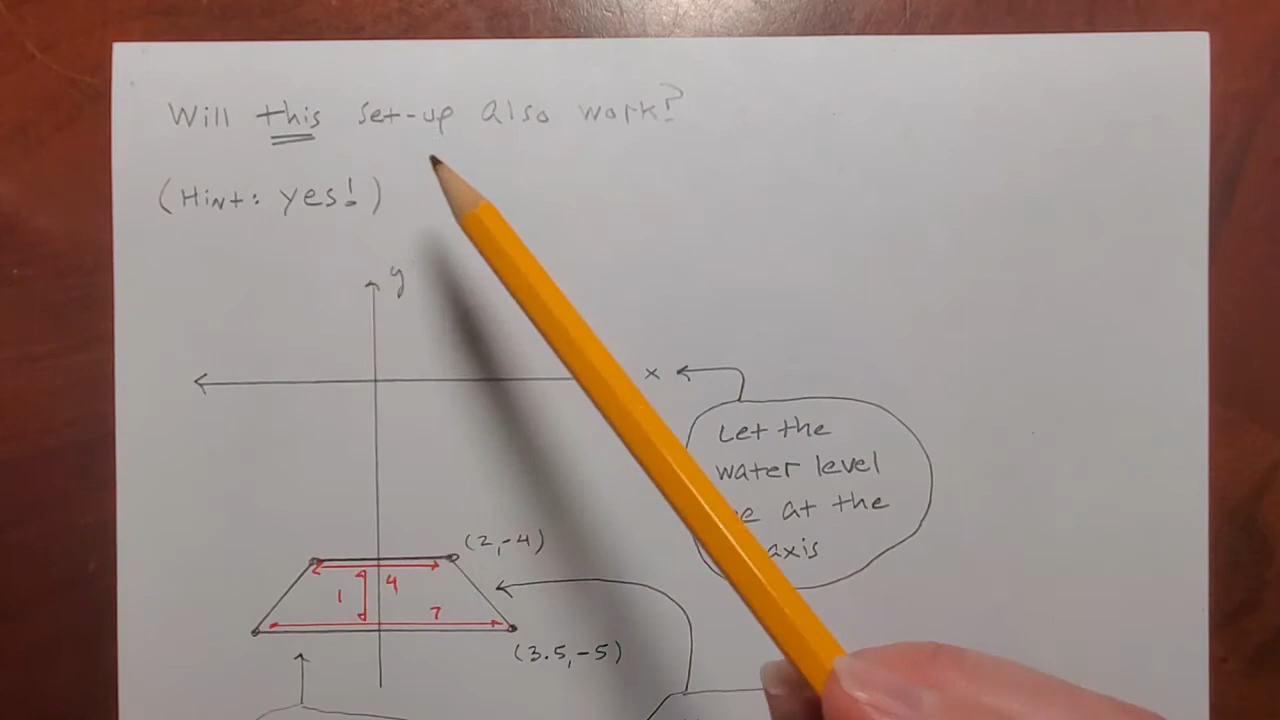 Will this set-up also work?
(Hint: yes!)
y
x
Let the
water level
at the
axis
(2,-4)
1
4
7
(3.5,-5)